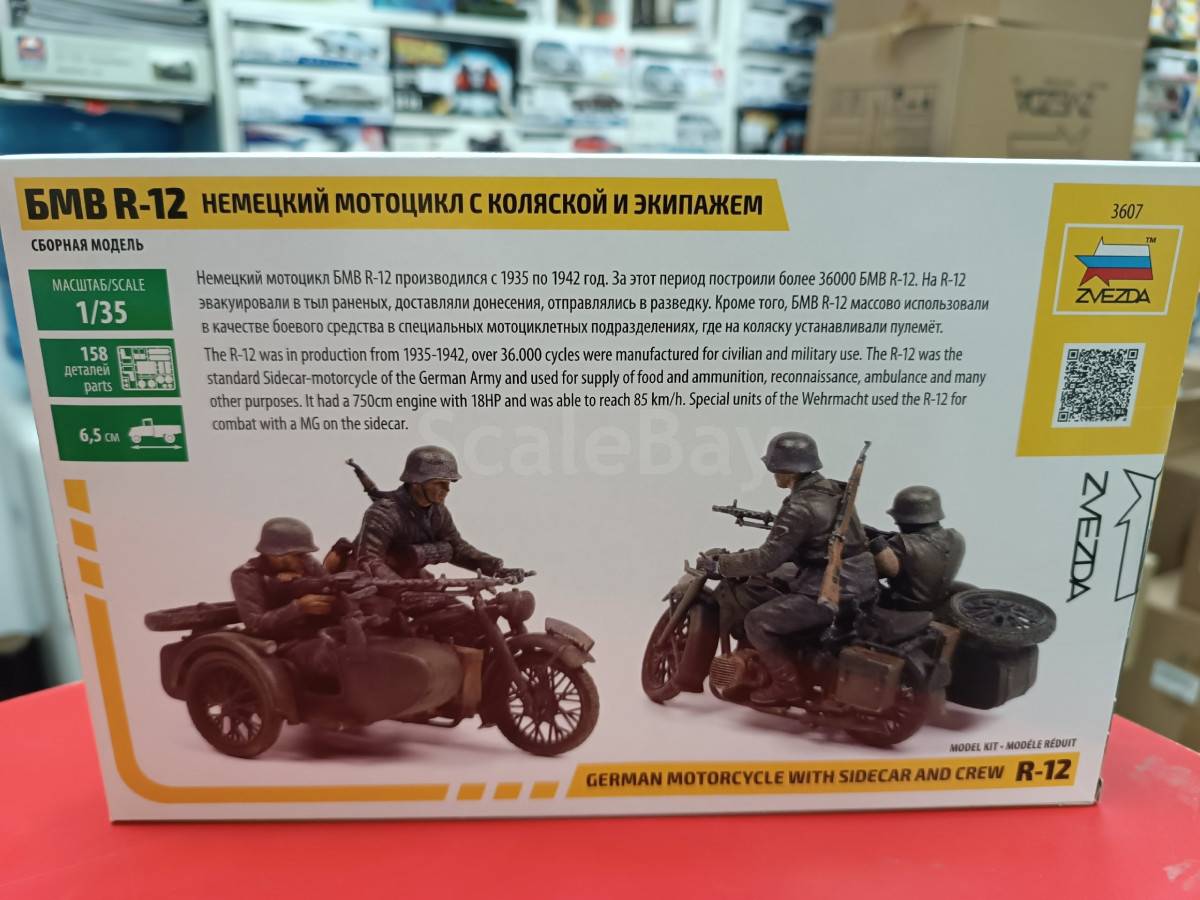 БМВ R-12 НЕМЕЦКИЙ МОТОЦИКЛ С КОЛЯСКОЙ И ЭКИПАЖЕМ
СБОРНАЯ МОДЕЛЬ
МАСШТАБ/SCALE
1/35
158
деталей
parts
6,5 см
Немецкий мотоцикл БМВ R-12 производился с 1935 по 1942 год. За этот период построили более 36000 БМВ R-12. На R-12
эвакуировали в тыл раненых, доставляли донесения, отправлялись в разведку. Кроме того, БМВ R-12 массово использовали
в качестве боевого средства в специальных мотоциклетных подразделениях, где на коляску устанавливали пулемёт.
The R-12 was in production from 1935-1942, over 36.000 cycles were manufactured for civilian and military use. The R-12 was the
standard Sidecar-motorcycle of the German Army and used for supply of food and ammunition, reconnaissance, ambulance and many
other purposes. It had a 750cm engine with 18HP and was able to reach 85 km/h. Special units of the Wehrmacht used the R-12 for
combat with a MG on the sidecar.
3607
TM
ZVEZDA
ZVEZDA
ScaleBay
MODEL KIT - MODÉLE RÉDUIT
GERMAN MOTORCYCLE WITH SIDECAR AND CREW R-12
ZVEZDA